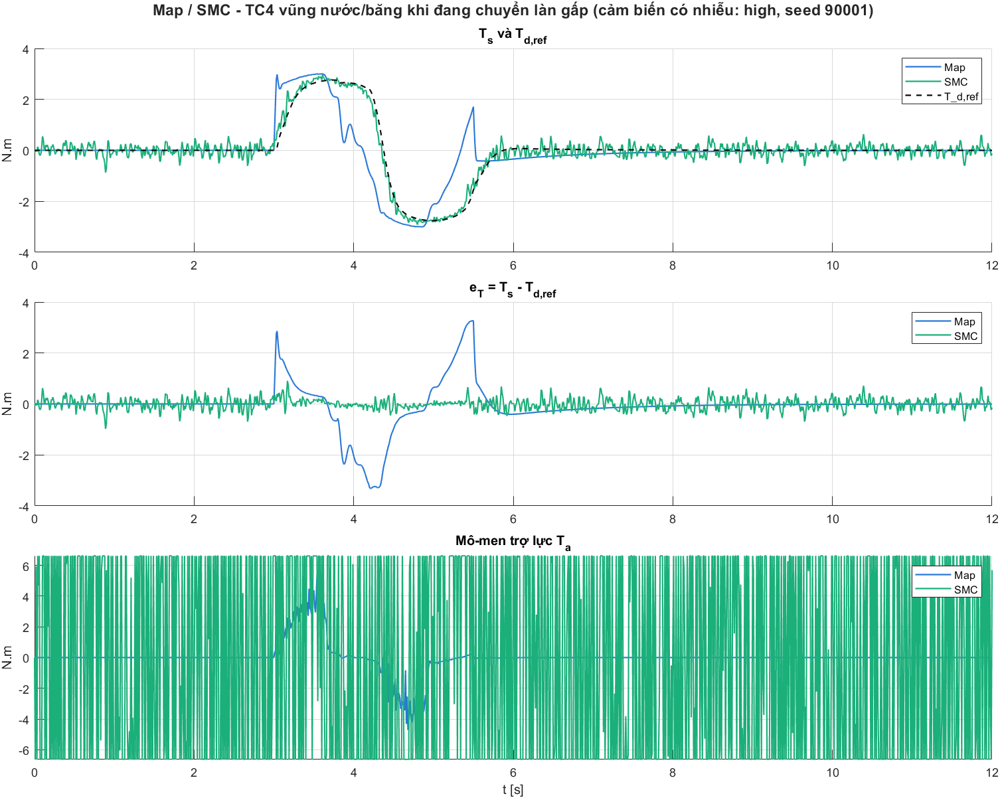 Map / SMC - TC4 vũng nước/băng khi đang chuyển làn gấp (cảm biến có nhiễu: high, seed 90001)
T_s và T_d,ref
4
2
0
-2
-4
N.m
0 2 4 6 8 10 12
Map
SMC
T_d,ref
e_T = T_s - T_d,ref
4
2
0
-2
-4
N.m
0 2 4 6 8 10 12
Map
SMC
Mô-men trợ lực T_a
6
4
2
0
-2
-4
-6
N.m
0 2 4 6 8 10 12
Map
SMC
t [s]